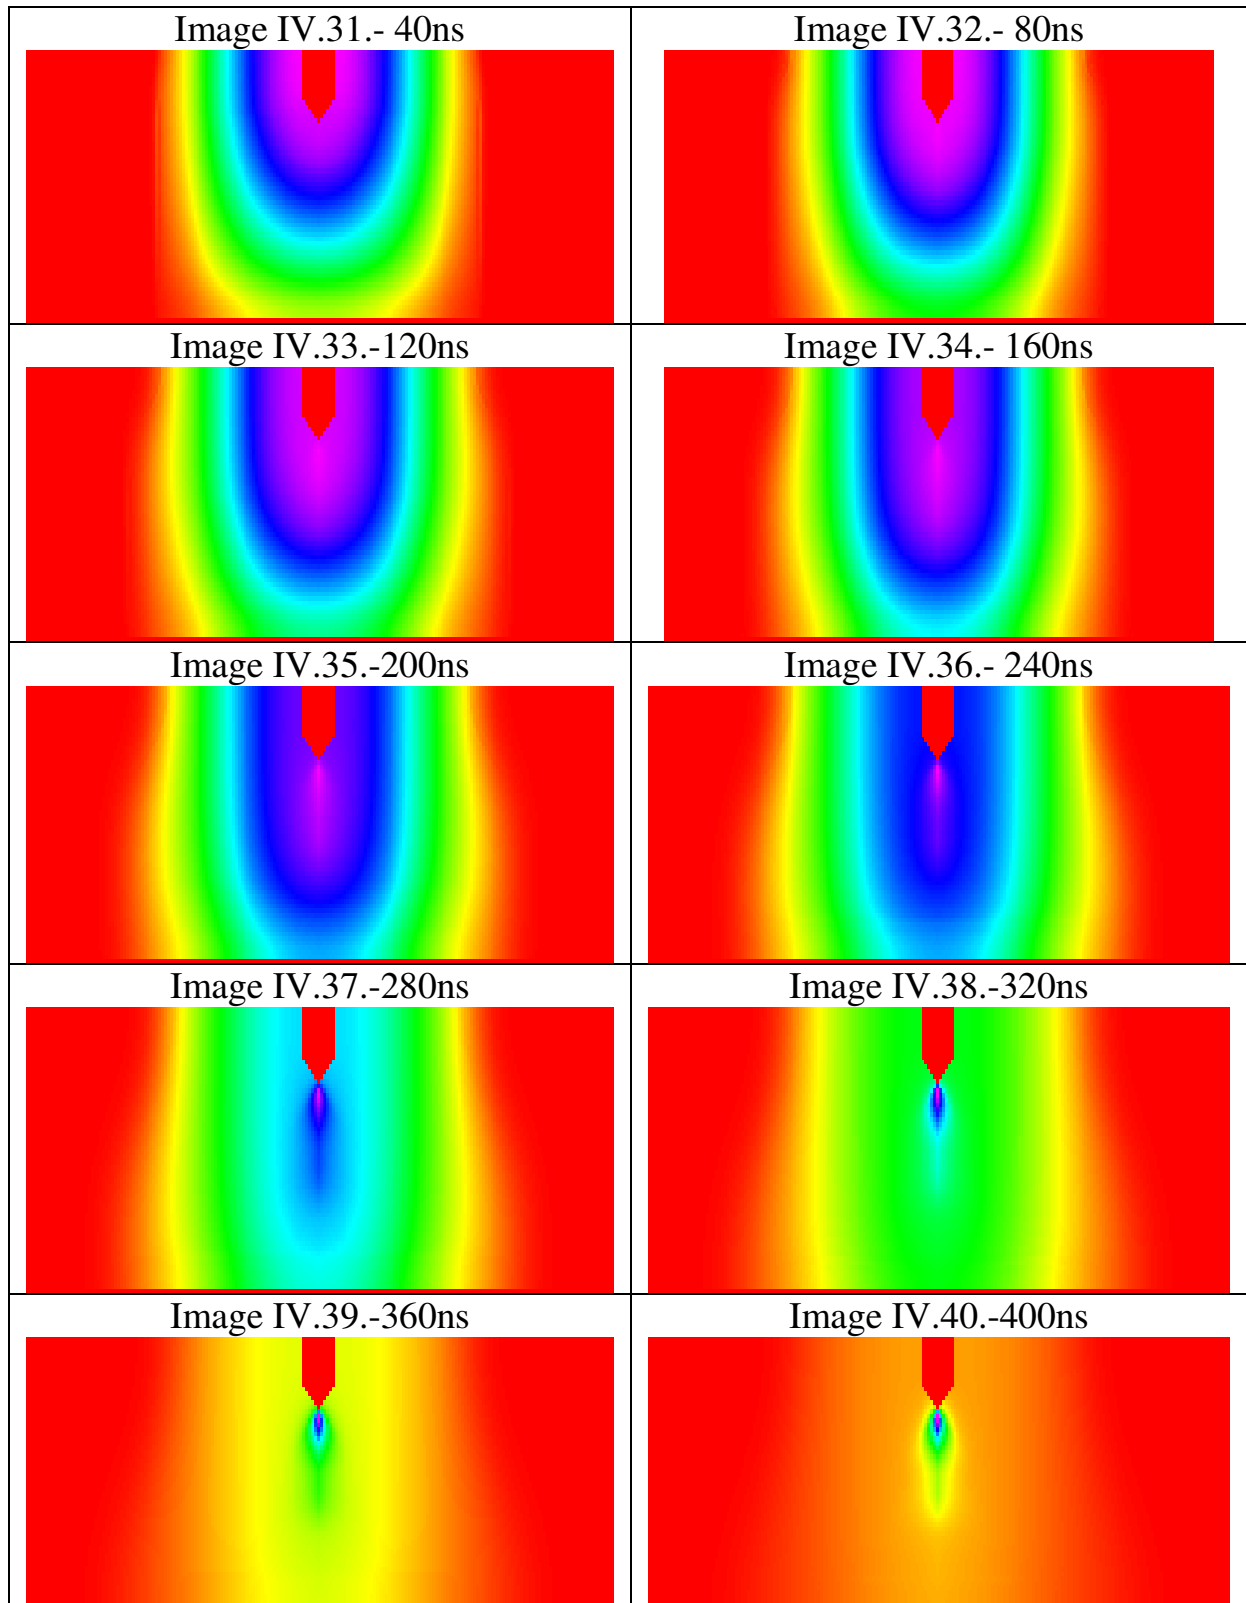 Image IV.31.- 40ns
Image IV.32.- 80ns
Image IV.33.-120ns
Image IV.34.- 160ns
Image IV.35.-200ns
Image IV.36.- 240ns
Image IV.37.-280ns
Image IV.38.-320ns
Image IV.39.-360ns
Image IV.40.-400ns